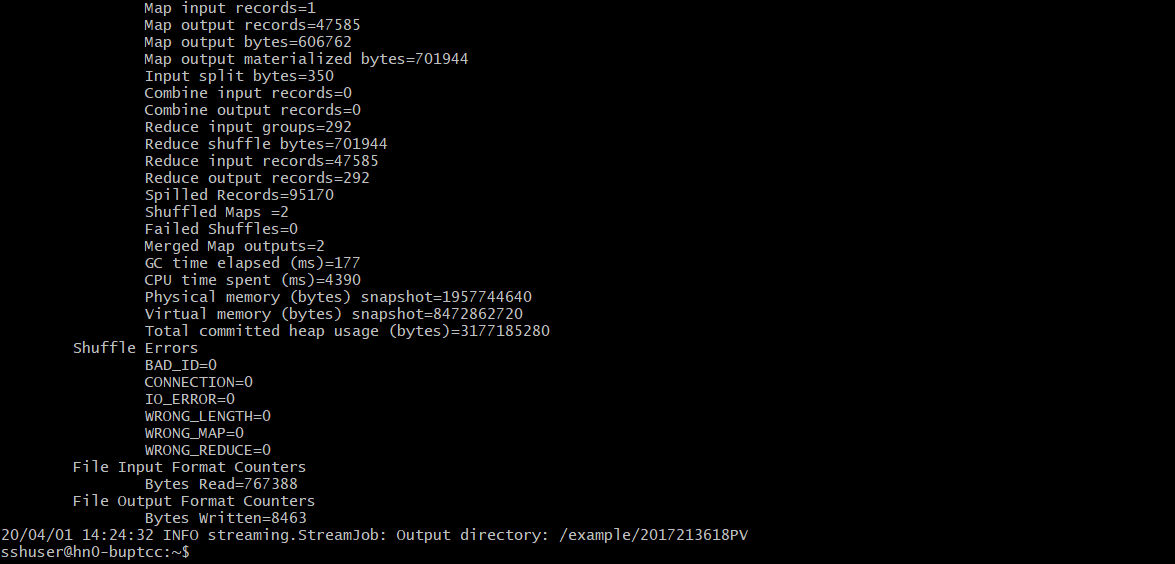 Map input records=1
Map output records=47585
Map output bytes=606762
Map output materialized bytes=701944
Input split bytes=350
Combine input records=0
Combine output records=0
Reduce input groups=292
Reduce shuffle bytes=701944
Reduce input records=47585
Reduce output records=292
Spilled Records=95170
Shuffled Maps =2
Failed Shuffles=0
Merged Map outputs=2
GC time elapsed (ms)=177
CPU time spent (ms)=4390
Physical memory (bytes) snapshot=1957744640
Virtual memory (bytes) snapshot=8472862720
Total committed heap usage (bytes)=3177185280
Shuffle Errors
BAD_ID=0
CONNECTION=0
IO_ERROR=0
WRONG_LENGTH=0
WRONG_MAP=0
WRONG_REDUCE=0
File Input Format Counters
Bytes Read=767388
File Output Format Counters
Bytes Written=8463
20/04/01 14:24:32 INFO streaming.StreamJob: Output directory: /example/2017213618PV
sshuser@hn0-buptcc:~$